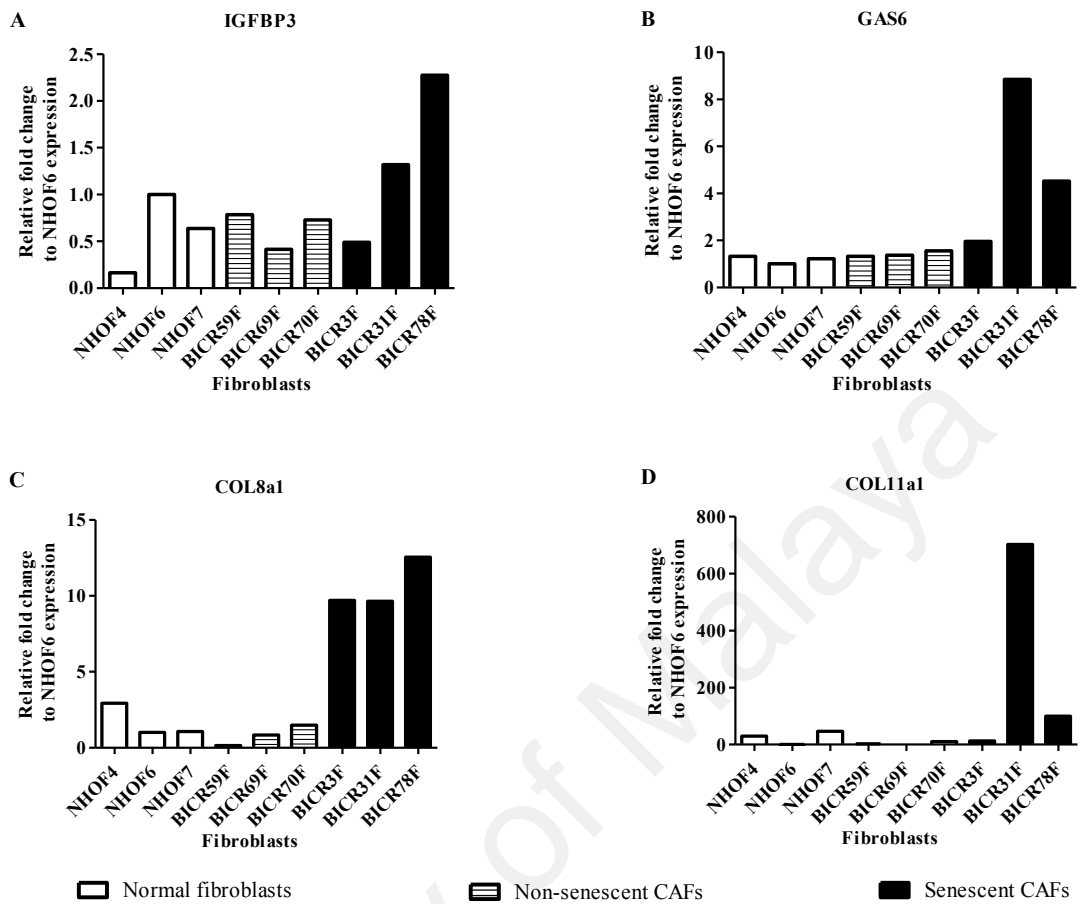 A
IGFBP3
Relative fold change
to NHOF6 expression
2.5
2.0
1.5
1.0
0.5
0.0
NHOF4
NHOF6
NHOF7
BICR59F
BICR69F
BICR70F
BICR3F
BICR31F
BICR78F
Fibroblasts
B
GAS6
Relative fold change
to NHOF6 expression
10
8
6
4
2
0
NHOF4
NHOF6
NHOF7
BICR59F
BICR69F
BICR70F
BICR3F
BICR31F
BICR78F
Fibroblasts
C
COL8a1
Relative fold change
to NHOF6 expression
15
10
5
0
NHOF4
NHOF6
NHOF7
BICR59F
BICR69F
BICR70F
BICR3F
BICR31F
BICR78F
Fibroblasts
D
COL11a1
Relative fold change
to NHOF6 expression
800
600
400
200
0
NHOF4
NHOF6
NHOF7
BICR59F
BICR69F
BICR70F
BICR3F
BICR31F
BICR78F
Fibroblasts
Normal fibroblasts
Non-senescent CAFs
Senescent CAFs
of Malaya